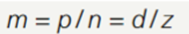 m = p/n = d/z